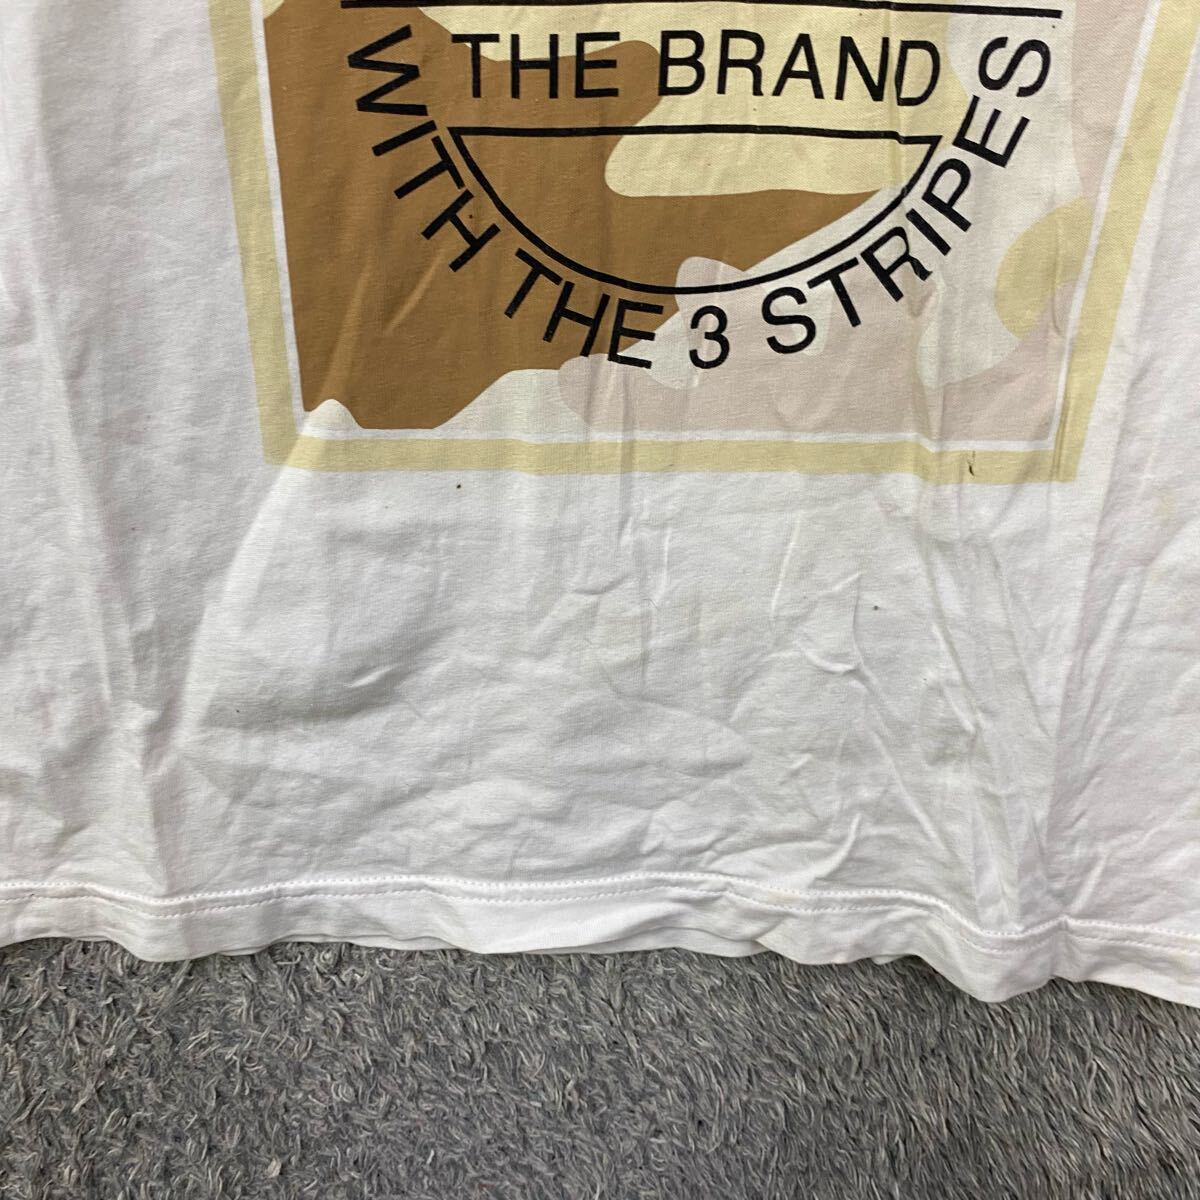 THE BRAND
WITH THE 3 STRIPES